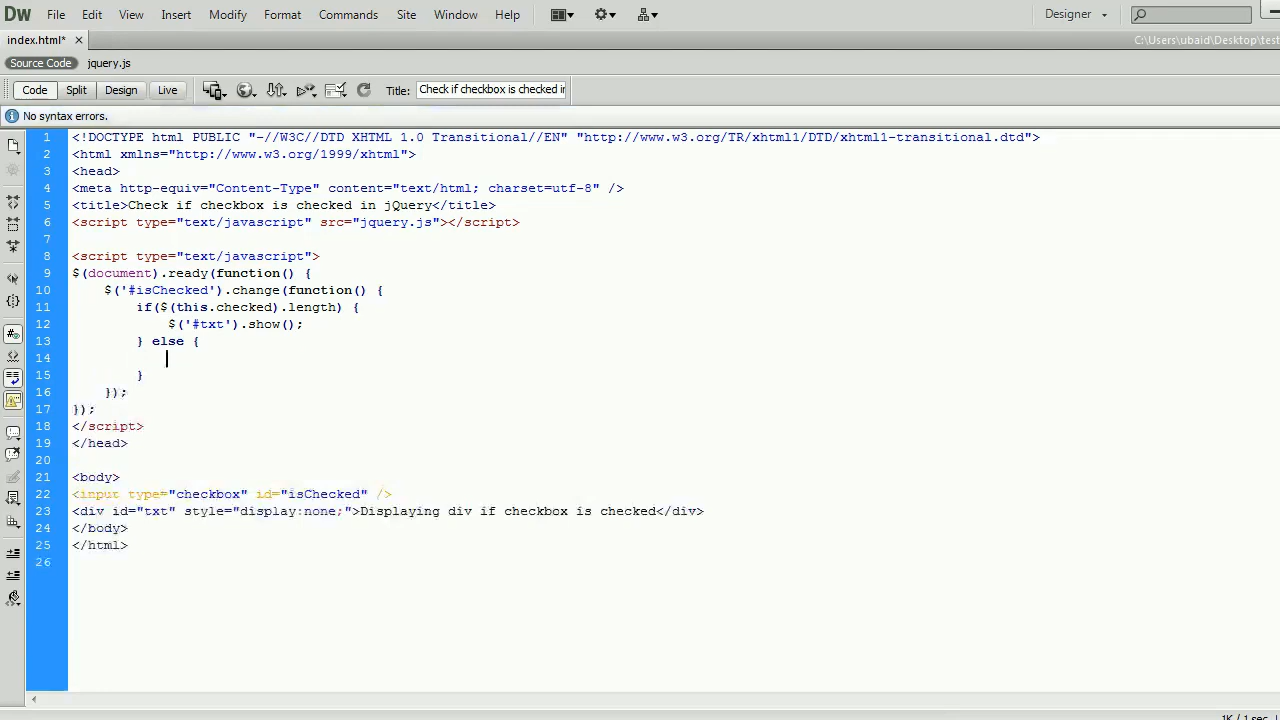 Dw File Edit View Insert Modify Format Commands Site Window Help Designer
index.html* C:\Users\ubaid\Desktop\test
Source Code jquery.js
Code Split Design Live Title: Check if checkbox is checked i
No syntax errors.
1 <!DOCTYPE html PUBLIC "-//W3C//DTD XHTML 1.0 Transitional//EN" "http://www.w3.org/TR/xhtml1/DTD/xhtml1-transitional.dtd">
2 <html xmlns="http://www.w3.org/1999/xhtml">
3 <head>
4 <meta http-equiv="Content-Type" content="text/html; charset=utf-8" />
5 <title>Check if checkbox is checked in jQuery</title>
6 <script type="text/javascript" src="jquery.js"></script>
7
8 <script type="text/javascript">
9 $(document).ready(function() {
10 $('#isChecked').change(function() {
11 if($(this.checked).length) {
12 $('#txt').show();
13 } else {
14
15 }
16 });
17 });
18 </script>
19 </head>
20
21 <body>
22 <input type="checkbox" id="isChecked" />
23 <div id="txt" style="display:none;">Displaying div if checkbox is checked</div>
24 </body>
25 </html>
26
1K / 1 sec